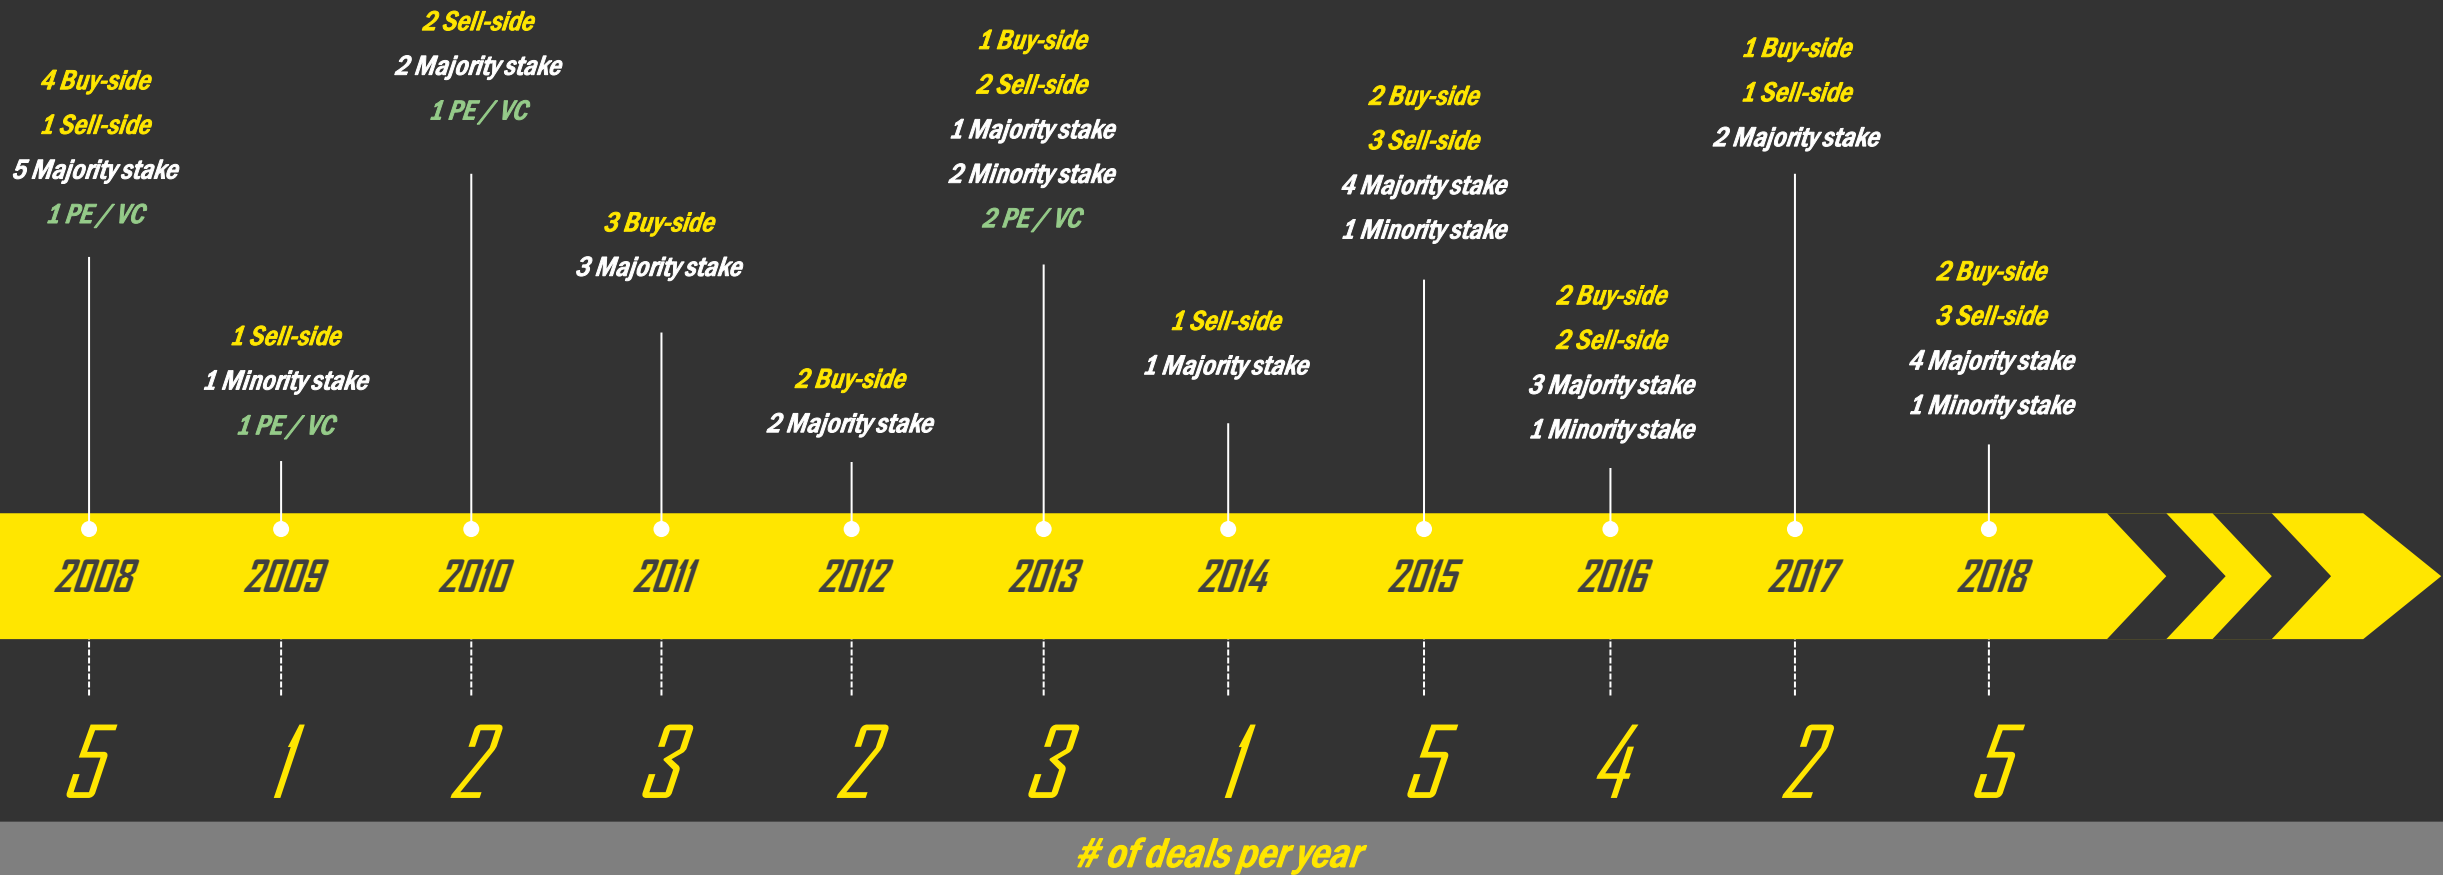 4 Buy-side
1 Sell-side
5 Majority stake
1 PE / VC
1 Sell-side
1 Minority stake
1 PE / VC
2 Sell-side
2 Majority stake
1 PE / VC
3 Buy-side
3 Majority stake
2 Buy-side
2 Majority stake
1 Buy-side
2 Sell-side
1 Majority stake
2 Minority stake
2 PE / VC
1 Sell-side
1 Majority stake
2 Buy-side
3 Sell-side
4 Majority stake
1 Minority stake
2 Buy-side
2 Sell-side
3 Majority stake
1 Minority stake
1 Buy-side
1 Sell-side
2 Majority stake
2 Buy-side
3 Sell-side
4 Majority stake
1 Minority stake
2008 2009 2010 2011 2012 2013 2014 2015 2016 2017 2018
5 1 2 3 2 3 1 5 4 2 5
# of deals per year